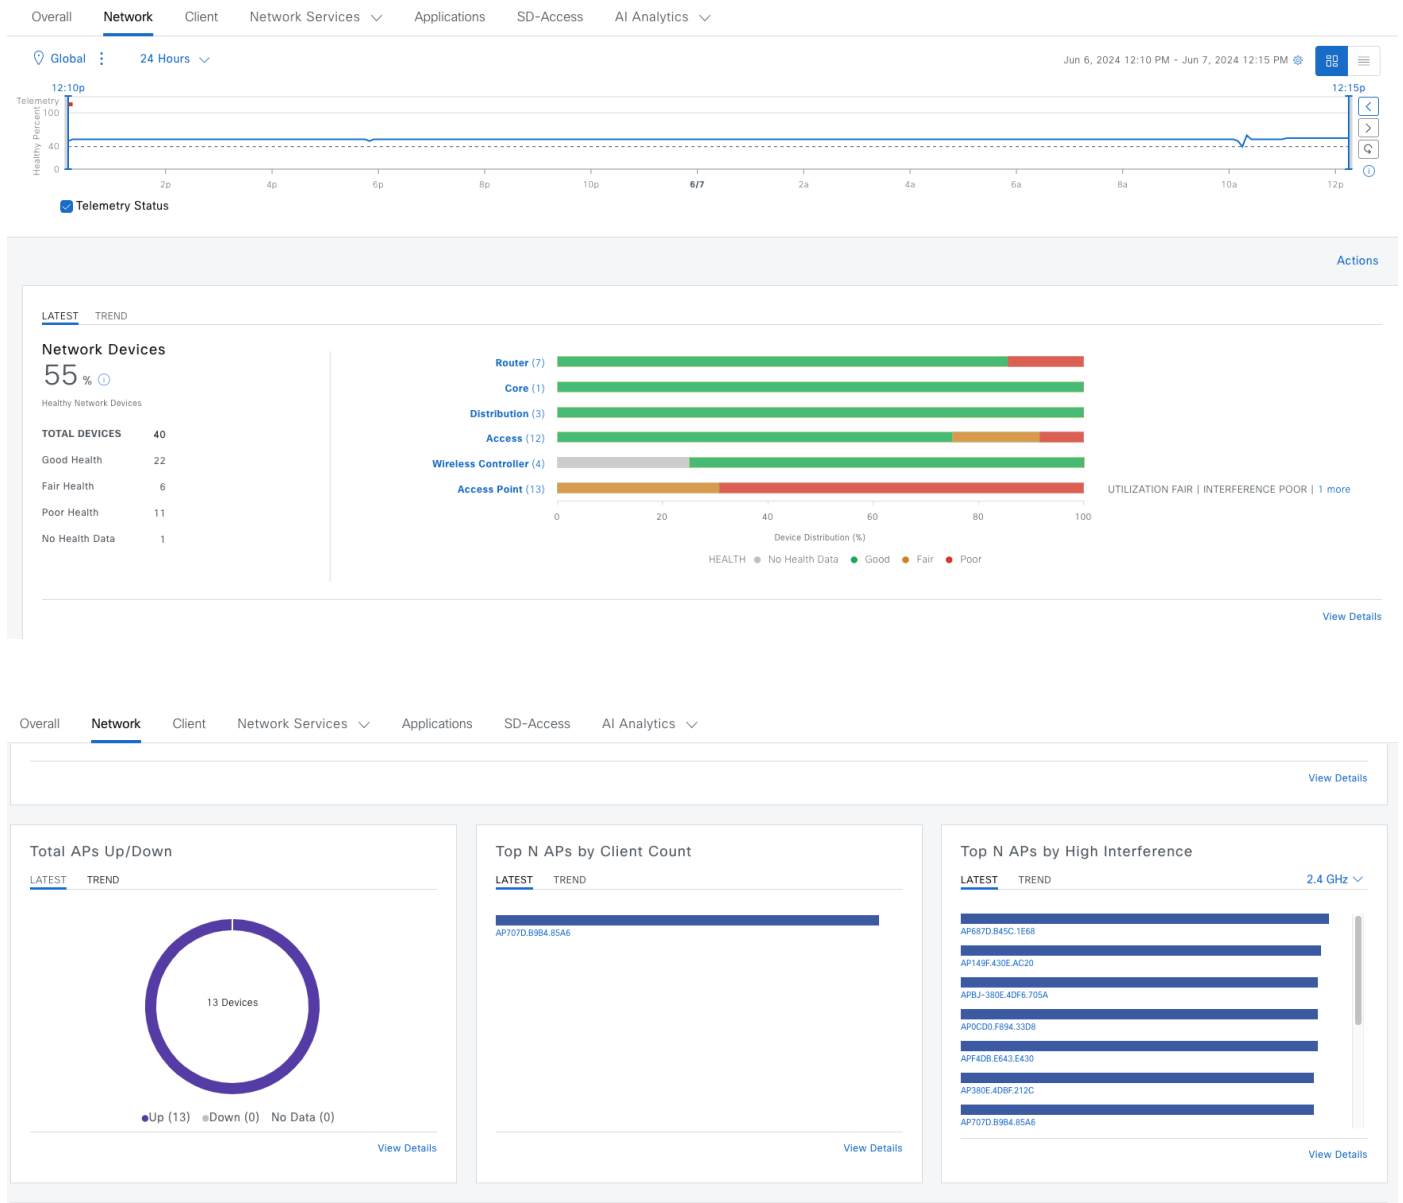 Overall Network Client Network Services Applications SD-Access AI Analytics
Global 24 Hours Jun 6, 2024 12:10 PM - Jun 7, 2024 12:15 PM
12:10p 12:15p
Telemetry
100
40
0
Healthy Percent
2p 4p 6p 8p 10p 6/7 2a 4a 6a 8a 10a 12p
Telemetry Status
Actions
LATEST TREND
Network Devices
55 %
Healthy Network Devices
TOTAL DEVICES 40
Good Health 22
Fair Health 6
Poor Health 11
No Health Data 1
Router (7)
Core (1)
Distribution (3)
Access (12)
Wireless Controller (4)
Access Point (13) UTILIZATION FAIR | INTERFERENCE POOR | 1 more
0 20 40 60 80 100
Device Distribution (%)
HEALTH No Health Data Good Fair Poor
View Details
Overall Network Client Network Services Applications SD-Access AI Analytics
View Details
Total APs Up/Down
LATEST TREND
13 Devices
Up (13) Down (0) No Data (0)
View Details
Top N APs by Client Count
LATEST TREND
AP707D.B9B4.85A6
View Details
Top N APs by High Interference
LATEST TREND 2.4 GHz
AP687D.B45C.1E68
AP149F.430E.AC20
APBJ-380E.4DF6.705A
AP0CD0.F894.33D8
APF4DB.E643.E430
AP380E.4DBF.212C
AP707D.B9B4.85A6
View Details